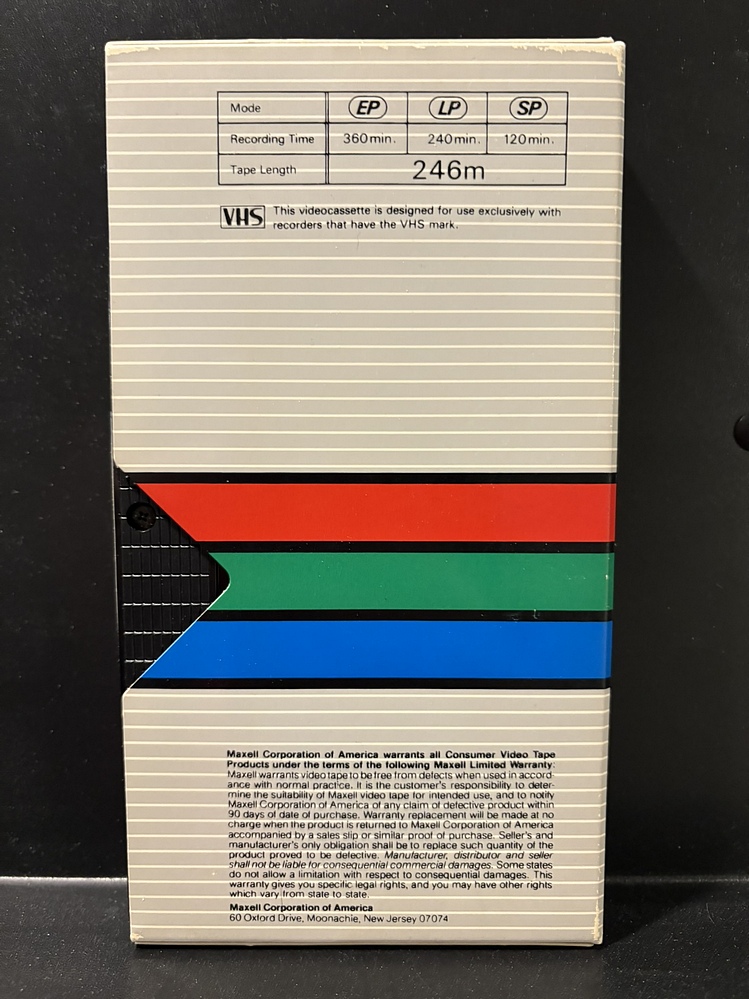 Mode EP LP SP
Recording Time 360min. 240min. 120min.
Tape Length 246m
VHS This videocassette is designed for use exclusively with
recorders that have the VHS mark.
Maxell Corporation of America warrants all Consumer Video Tape
Products under the terms of the following Maxell Limited Warranty:
Maxell warrants video tape to be free from defects when used in accord-
ance with normal practice. It is the customer's responsibility to deter-
mine the suitability of Maxell video tape for intended use, and to notify
Maxell Corporation of America of any claim of defective product within
90 days of date of purchase. Warranty replacement will be made at no
charge when the product is returned to Maxell Corporation of America
accompanied by a sales slip or similar proof of purchase. Seller's and
manufacturer's only obligation shall be to replace such quantity of the
product proved to be defective. Manufacturer, distributor and seller
shall not be liable for consequential commercial damages. Some states
do not allow a limitation with respect to consequential damages. This
warranty gives you specific legal rights, and you may have other rights
which vary from state to state.
Maxell Corporation of America
60 Oxford Drive, Moonachie, New Jersey 07074